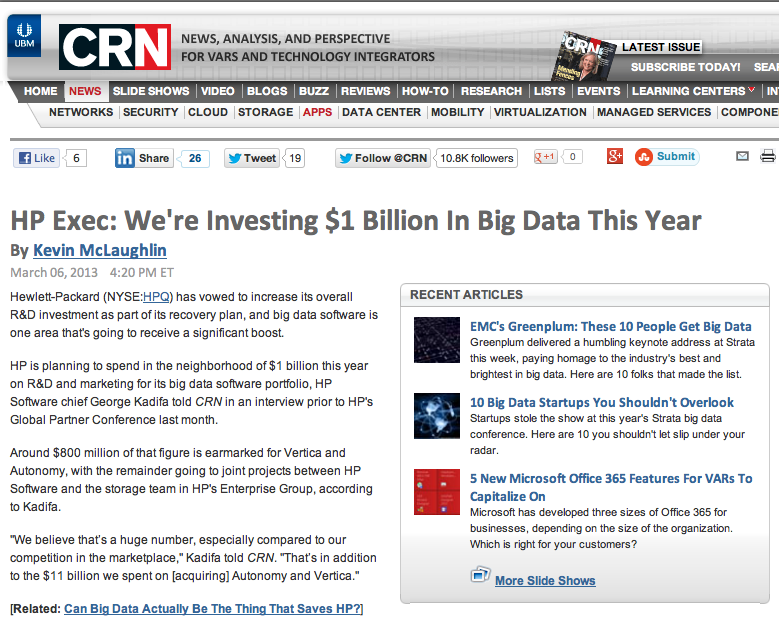 UBM
CRN
NEWS, ANALYSIS, AND PERSPECTIVE
FOR VARS AND TECHNOLOGY INTEGRATORS
CRN
Mending
Fences
LATEST ISSUE
SUBSCRIBE TODAY! SEA
HOME NEWS SLIDE SHOWS VIDEO BLOGS BUZZ REVIEWS HOW-TO RESEARCH LISTS EVENTS LEARNING CENTERS IN
NETWORKS SECURITY CLOUD STORAGE APPS DATA CENTER MOBILITY VIRTUALIZATION MANAGED SERVICES COMPONE
Like 6 in Share 26 Tweet 19 Follow @CRN 10.8K followers g +1 0 g+ Submit
HP Exec: We're Investing $1 Billion In Big Data This Year
By Kevin McLaughlin
March 06, 2013 4:20 PM ET
Hewlett-Packard (NYSE:HPQ) has vowed to increase its overall
R&D investment as part of its recovery plan, and big data software is
one area that's going to receive a significant boost.
HP is planning to spend in the neighborhood of $1 billion this year
on R&D and marketing for its big data software portfolio, HP
Software chief George Kadifa told CRN in an interview prior to HP's
Global Partner Conference last month.
Around $800 million of that figure is earmarked for Vertica and
Autonomy, with the remainder going to joint projects between HP
Software and the storage team in HP's Enterprise Group, according
to Kadifa.
"We believe that's a huge number, especially compared to our
competition in the marketplace," Kadifa told CRN. "That's in addition
to the $11 billion we spent on [acquiring] Autonomy and Vertica."
[Related: Can Big Data Actually Be The Thing That Saves HP?]
RECENT ARTICLES
EMC's Greenplum: These 10 People Get Big Data
Greenplum delivered a humbling keynote address at Strata
this week, paying homage to the industry's best and
brightest in big data. Here are 10 folks that made the list.
10 Big Data Startups You Shouldn't Overlook
Startups stole the show at this year's Strata big data
conference. Here are 10 you shouldn't let slip under your
radar.
5 New Microsoft Office 365 Features For VARs To
Capitalize On
Microsoft has developed three sizes of Office 365 for
businesses, depending on the size of the organization.
Which is right for your customers?
More Slide Shows